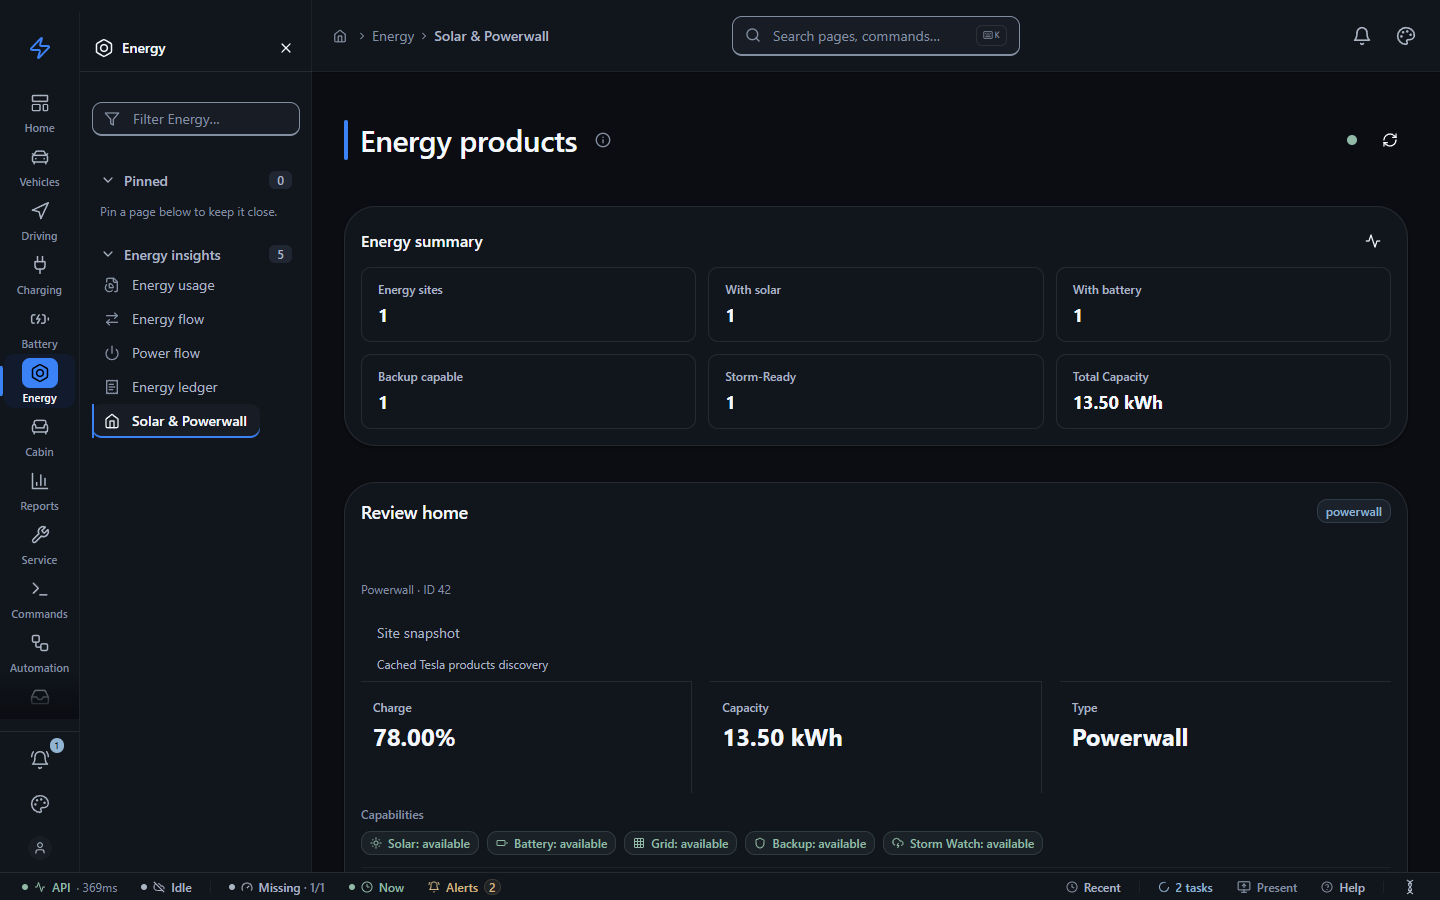 Energy
Energy
Solar & Powerwall
Search pages, commands...
K
Home
Vehicles
Driving
Charging
Battery
Energy
Cabin
Reports
Service
Commands
Automation
1
Filter Energy...
Pinned
0
Pin a page below to keep it close.
Energy insights
5
Energy usage
Energy flow
Power flow
Energy ledger
Solar & Powerwall
Energy products
Energy summary
Energy sites
1
With solar
1
With battery
1
Backup capable
1
Storm-Ready
1
Total Capacity
13.50 kWh
Review home
powerwall
Powerwall · ID 42
Site snapshot
Cached Tesla products discovery
Charge
78.00%
Capacity
13.50 kWh
Type
Powerwall
Capabilities
Solar: available
Battery: available
Grid: available
Backup: available
Storm Watch: available
API · 369ms
Idle
Missing · 1/1
Now
Alerts 2
Recent
2 tasks
Present
Help